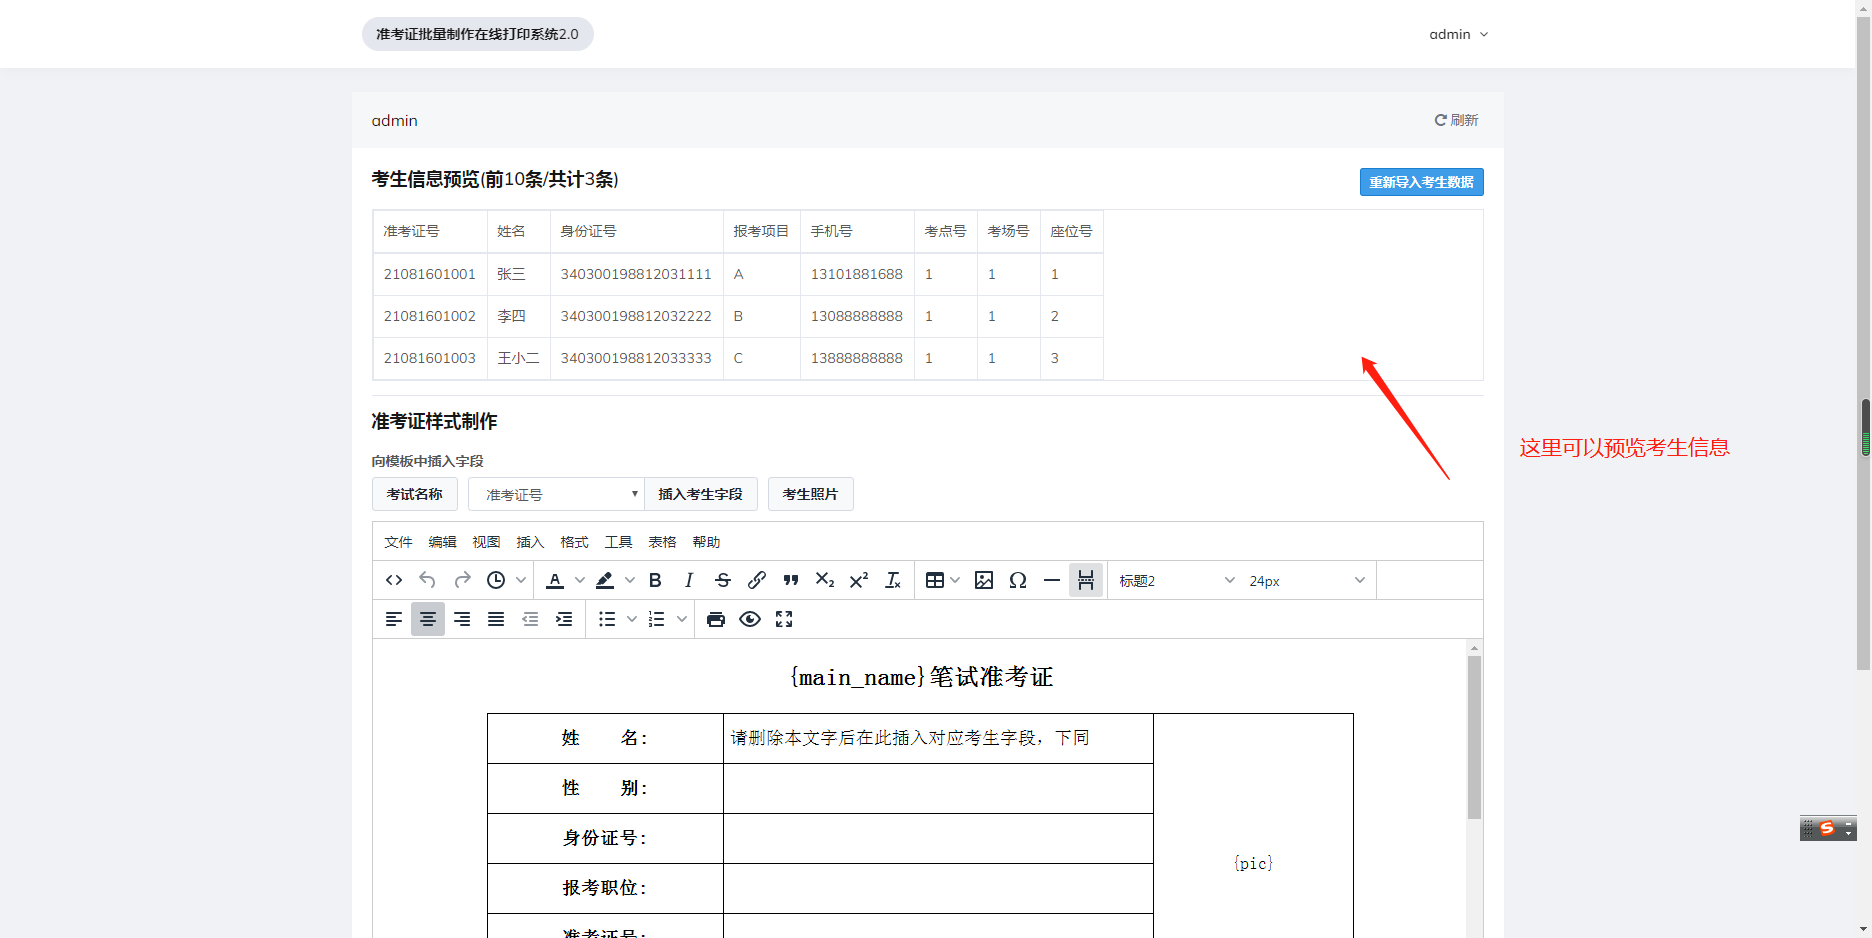 准考证批量制作在线打印系统2.0
admin
admin
刷新
考生信息预览(前10条/共计3条)
重新导入考生数据
准考证号 姓名 身份证号 报考项目 手机号 考点号 考场号 座位号
21081601001 张三 340300198812031111 A 13101881688 1 1 1
21081601002 李四 340300198812032222 B 13088888888 1 1 2
21081601003 王小二 340300198812033333 C 13888888888 1 1 3
这里可以预览考生信息
准考证样式制作
向模板中插入字段
考试名称 准考证号 插入考生字段 考生照片
文件 编辑 视图 插入 格式 工具 表格 帮助
标题2 24px
{main_name}笔试准考证
姓 名： 请删除本文字后在此插入对应考生字段，下同
性 别：
身份证号：
{pic}
报考职位：
准考证号：